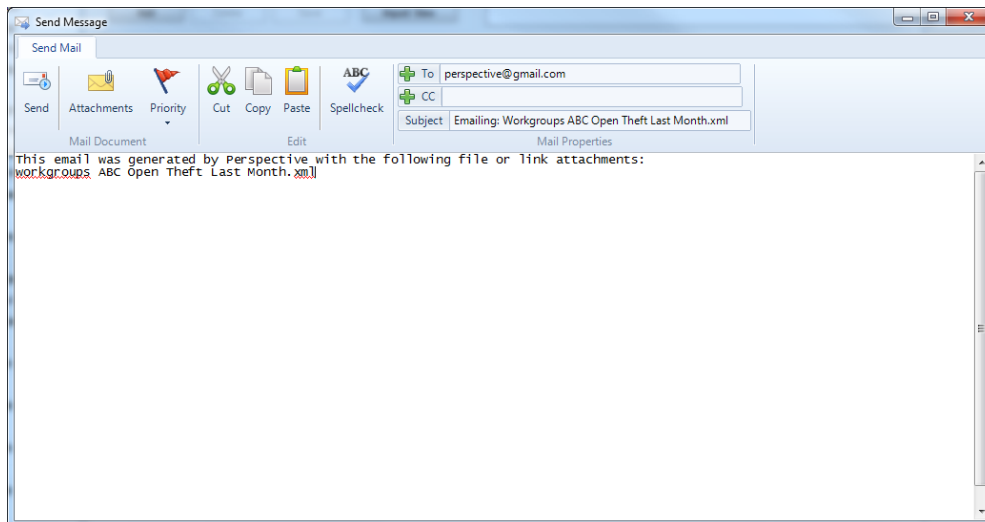 Send Message
Send Mail
Send
Attachments
Priority
Cut
Copy
Paste
ABC
Spellcheck
To perspective@gmail.com
CC
Subject Emailing: Workgroups ABC Open Theft Last Month.xml
Mail Document
Edit
Mail Properties
This email was generated by Perspective with the following file or link attachments:
workgroups ABC Open Theft Last Month.xml